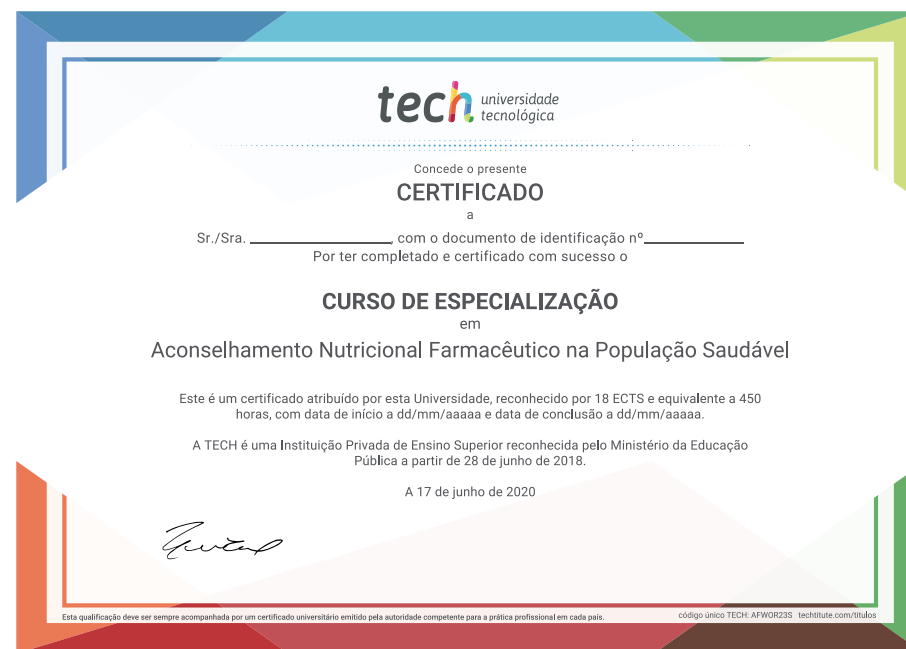 tech universidade
tecnológica
Concede o presente
CERTIFICADO
a
Sr./Sra. ____________________, com o documento de identificação nº______________
Por ter completado e certificado com sucesso o
CURSO DE ESPECIALIZAÇÃO
em
Aconselhamento Nutricional Farmacêutico na População Saudável
Este é um certificado atribuído por esta Universidade, reconhecido por 18 ECTS e equivalente a 450
horas, com data de início a dd/mm/aaaaa e data de conclusão a dd/mm/aaaaa.
A TECH é uma Instituição Privada de Ensino Superior reconhecida pelo Ministério da Educação
Pública a partir de 28 de junho de 2018.
A 17 de junho de 2020
Esta qualificação deve ser sempre acompanhada por um certificado universitário emitido pela autoridade competente para a prática profissional em cada país.
código único TECH: AFWOR23S techtitute.com/titulos